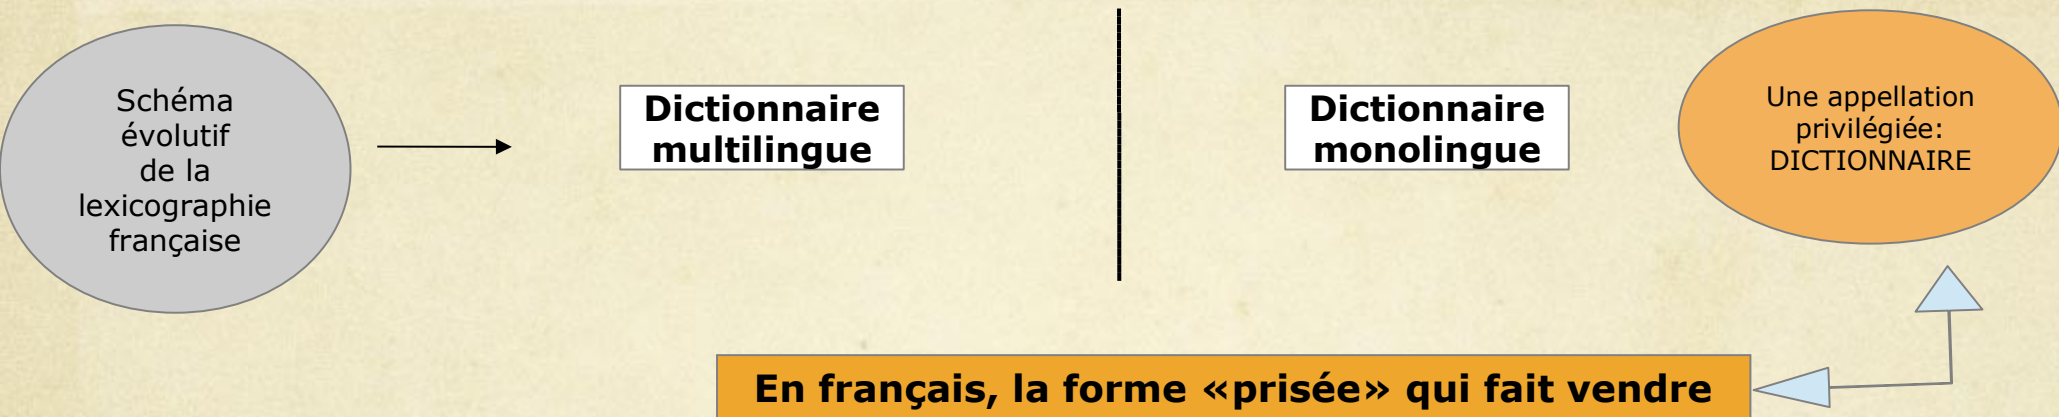 Schéma
évolutif
de la
lexicographie
française
Dictionnaire
multilingue
Dictionnaire
monolingue
Une appellation
privilégiée:
DICTIONNAIRE
En français, la forme «prisée» qui fait vendre